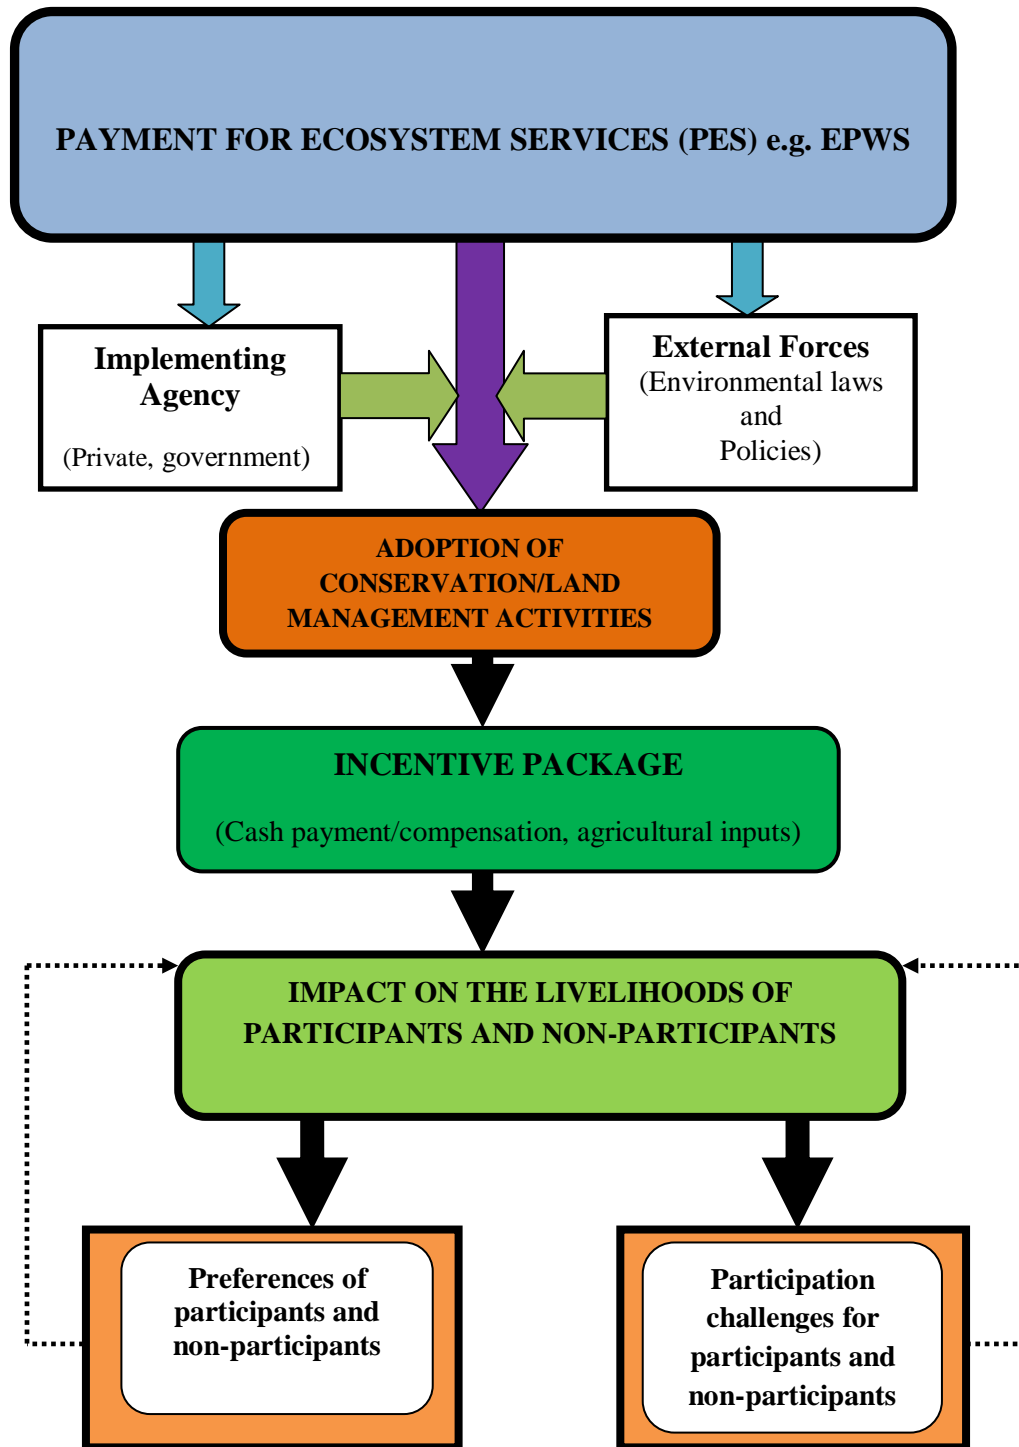 PAYMENT FOR ECOSYSTEM SERVICES (PES) e.g. EPWS
Implementing
Agency
(Private, government)
External Forces
(Environmental laws
and
Policies)
ADOPTION OF
CONSERVATION/LAND
MANAGEMENT ACTIVITIES
INCENTIVE PACKAGE
(Cash payment/compensation, agricultural inputs)
IMPACT ON THE LIVELIHOODS OF
PARTICIPANTS AND NON-PARTICIPANTS
Preferences of
participants and
non-participants
Participation
challenges for
participants and
non-participants